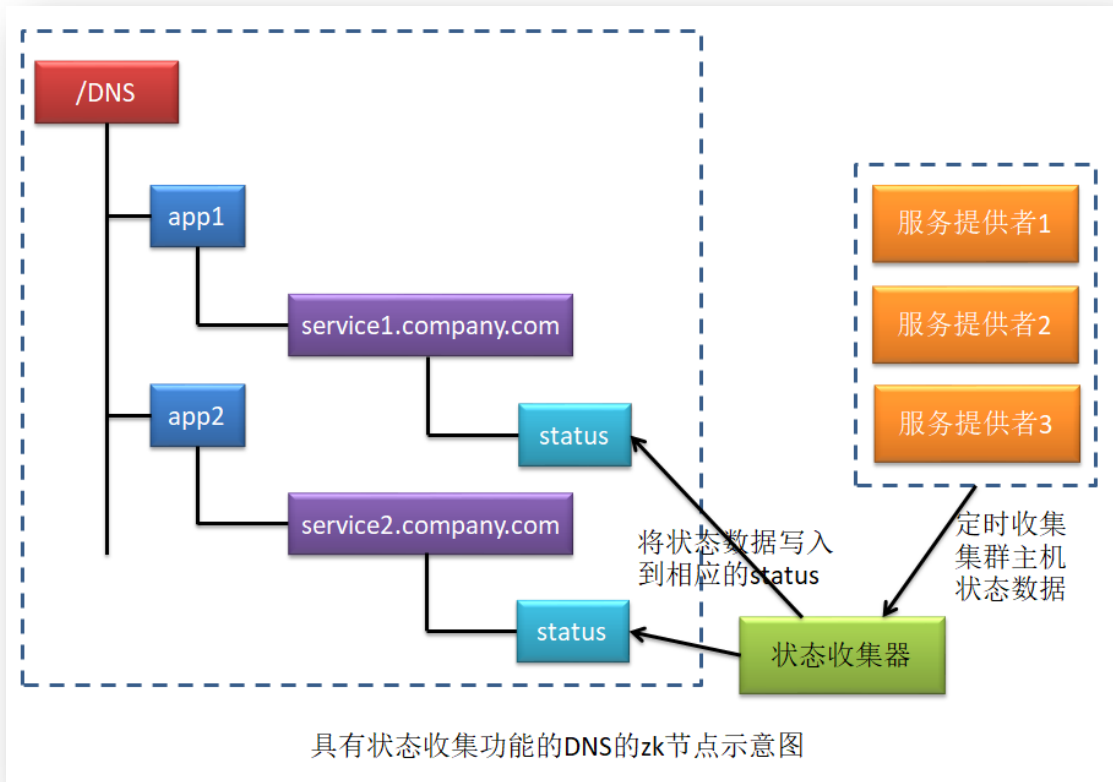 /DNS
app1
service1.company.com
status
app2
service2.company.com
status
服务提供者1
服务提供者2
服务提供者3
定时收集
集群主机
状态数据
将状态数据写入
到相应的status
状态收集器
具有状态收集功能的DNS的zk节点示意图